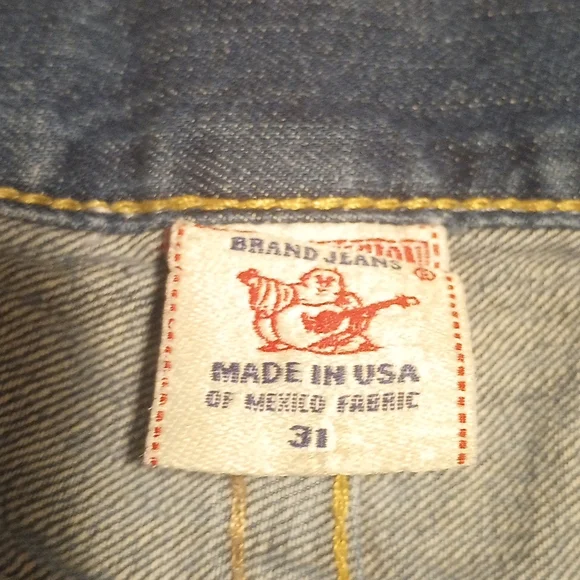 BRAND JEANS
®
MADE IN USA
OF MEXICO FABRIC
31